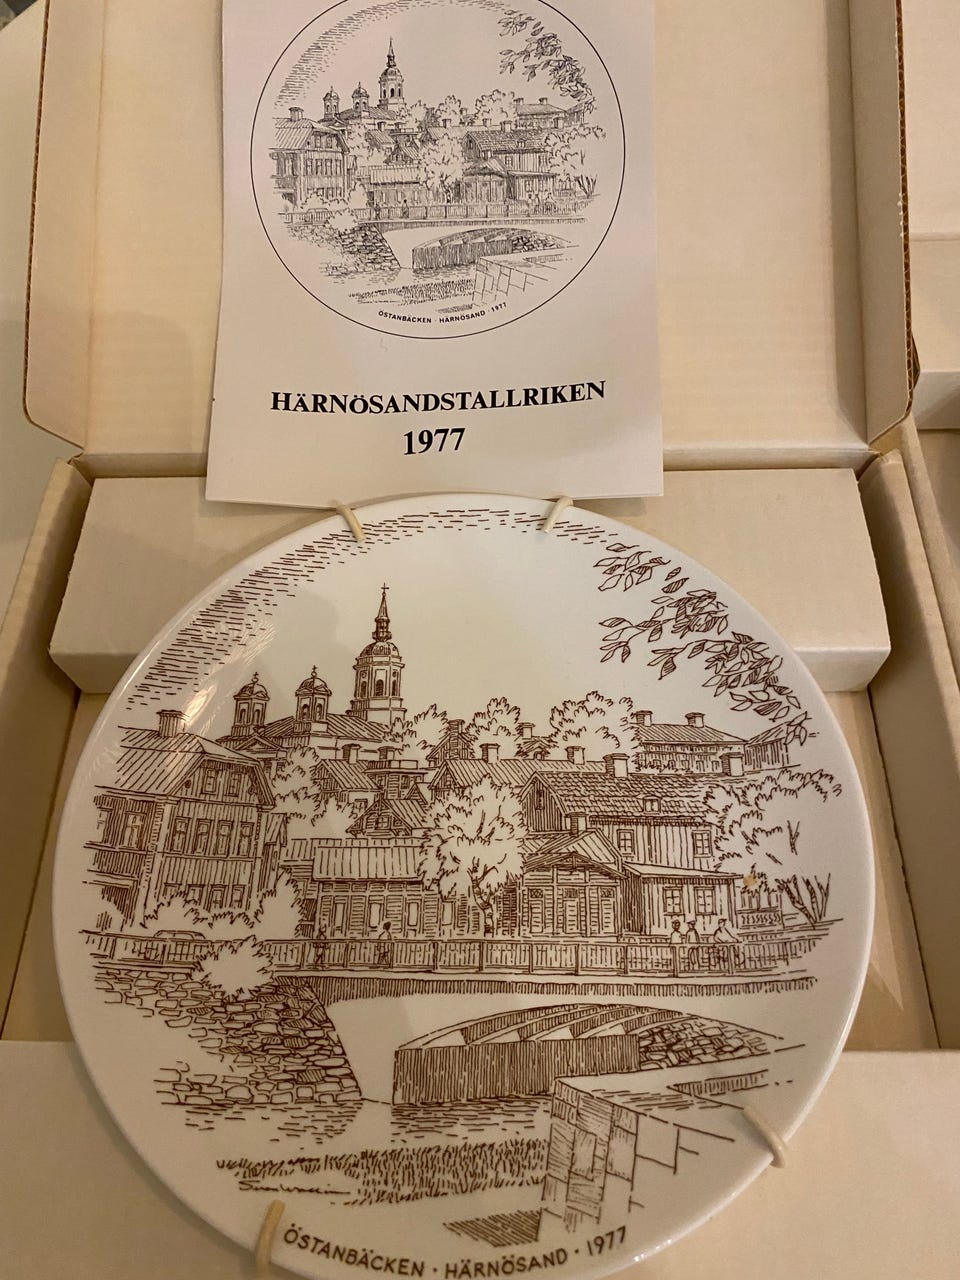 ÖSTANBÄCKEN · HÄRNÖSAND · 1977
HÄRNÖSANDSTALLRIKEN
1977
ÖSTANBÄCKEN · HÄRNÖSAND · 1977